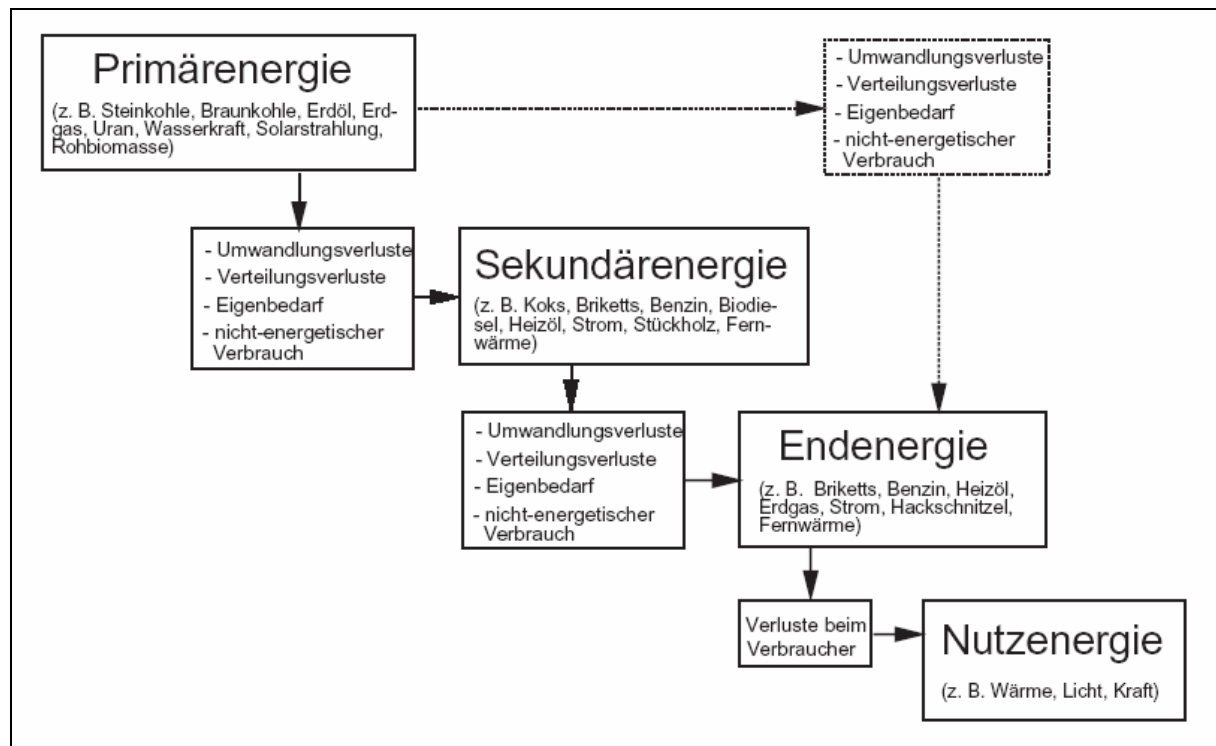 Primärenergie
(z. B. Steinkohle, Braunkohle, Erdöl, Erd-
gas, Uran, Wasserkraft, Solarstrahlung,
Rohbiomasse)
- Umwandlungsverluste
- Verteilungsverluste
- Eigenbedarf
- nicht-energetischer
Verbrauch
- Umwandlungsverluste
- Verteilungsverluste
- Eigenbedarf
- nicht-energetischer
Verbrauch
Sekundärenergie
(z. B. Koks, Briketts, Benzin, Biodie-
sel, Heizöl, Strom, Stückholz, Fern-
wärme)
- Umwandlungsverluste
- Verteilungsverluste
- Eigenbedarf
- nicht-energetischer
Verbrauch
Endenergie
(z. B. Briketts, Benzin, Heizöl,
Erdgas, Strom, Hackschnitzel,
Fernwärme)
Verluste beim
Verbraucher
Nutzenergie
(z. B. Wärme, Licht, Kraft)